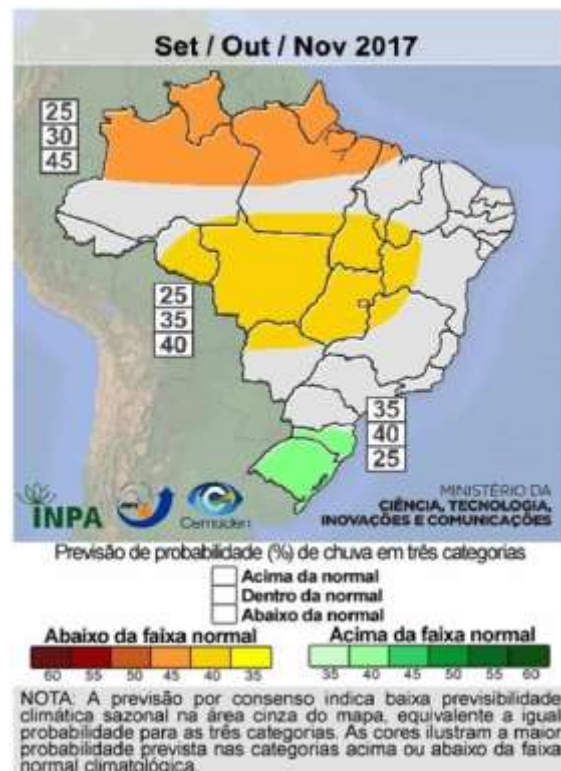 Set / Out / Nov 2017
25
30
45
25
35
40
35
40
25
INPA
Cemaden
MINISTÉRIO DA
CIÊNCIA, TECNOLOGIA,
INOVAÇÕES E COMUNICAÇÕES
Previsão de probabilidade (%) de chuva em três categorias
Acima da normal
Dentro da normal
Abaixo da normal
Abaixo da faixa normal
Acima da faixa normal
60 55 50 45 40 35
35 40 45 50 55 60
NOTA: A previsão por consenso indica baixa previsibilidade
climática sazonal na área cinza do mapa, equivalente a igual
probabilidade para as três categorias. As cores ilustram a maior
probabilidade prevista nas categorias acima ou abaixo da faixa
normal climatológica.